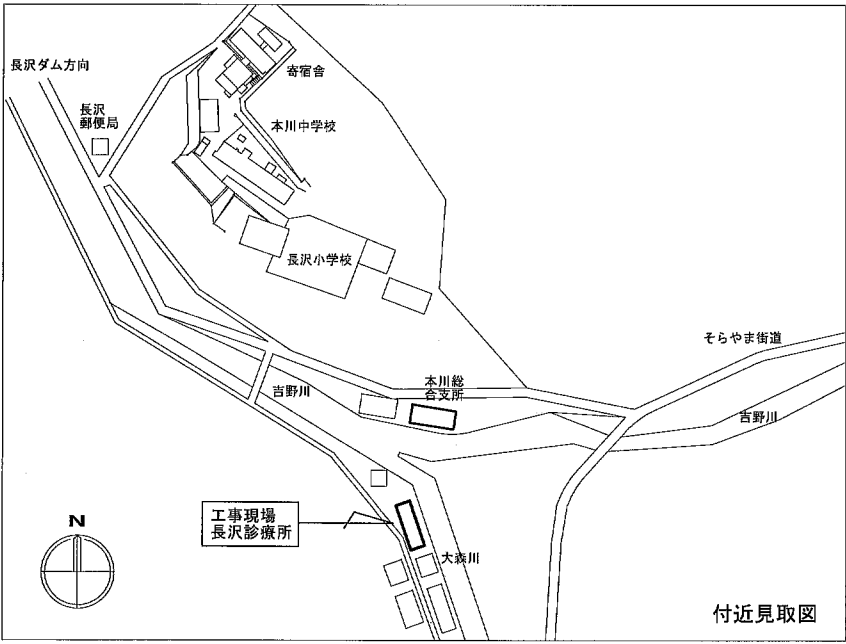 長沢ダム方向
寄宿舎
長沢
郵便局
本川中学校
長沢小学校
そらやま街道
本川総
合支所
吉野川
吉野川
工事現場
長沢診療所
N
大森川
付近見取図